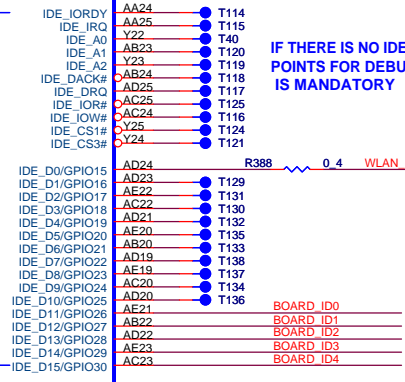 IDE_IORDY AA24 T114
IDE_IRQ AA25 T115
IDE_A0 Y22 T40
IDE_A1 AB23 T120
IDE_A2 Y23 T119
IDE_DACK# AB24 T118
IDE_DRQ AD25 T117
IDE_IOR# AC25 T125
IDE_IOW# AC24 T116
IDE_CS1# Y25 T124
IDE_CS3# Y24 T121
IF THERE IS NO IDE
POINTS FOR DEBU
IS MANDATORY
IDE_D0/GPIO15 AD24 R388 0_4 WLAN_
IDE_D1/GPIO16 AD23 T129
IDE_D2/GPIO17 AE22 T131
IDE_D3/GPIO18 AC22 T130
IDE_D4/GPIO19 AD21 T132
IDE_D5/GPIO20 AE20 T135
IDE_D6/GPIO21 AB20 T133
IDE_D7/GPIO22 AD19 T138
IDE_D8/GPIO23 AE19 T137
IDE_D9/GPIO24 AC20 T134
IDE_D10/GPIO25 AD20 T136
IDE_D11/GPIO26 AE21 BOARD_ID0
IDE_D12/GPIO27 AB22 BOARD_ID1
IDE_D13/GPIO28 AD22 BOARD_ID2
IDE_D14/GPIO29 AE23 BOARD_ID3
IDE_D15/GPIO30 AC23 BOARD_ID4